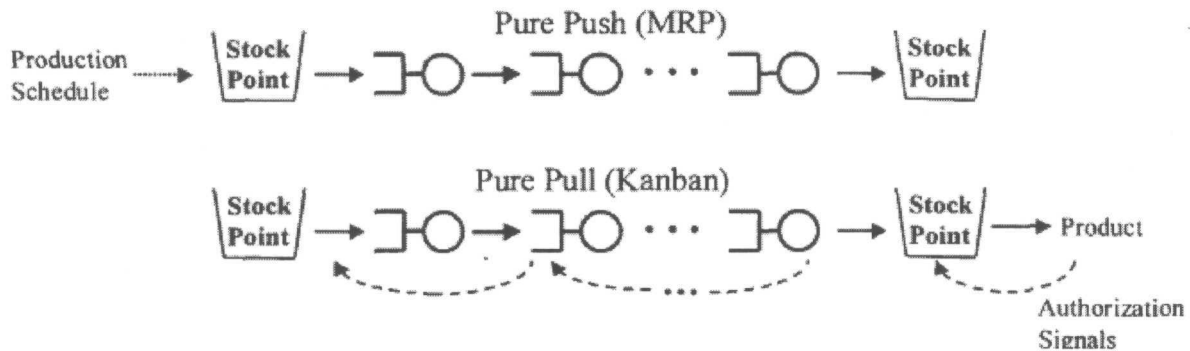 Pure Push (MRP)
Production
Schedule
Stock
Point
• • •
Stock
Point
Pure Pull (Kanban)
Stock
Point
• • •
Stock
Point
Product
•••
Authorization
Signals